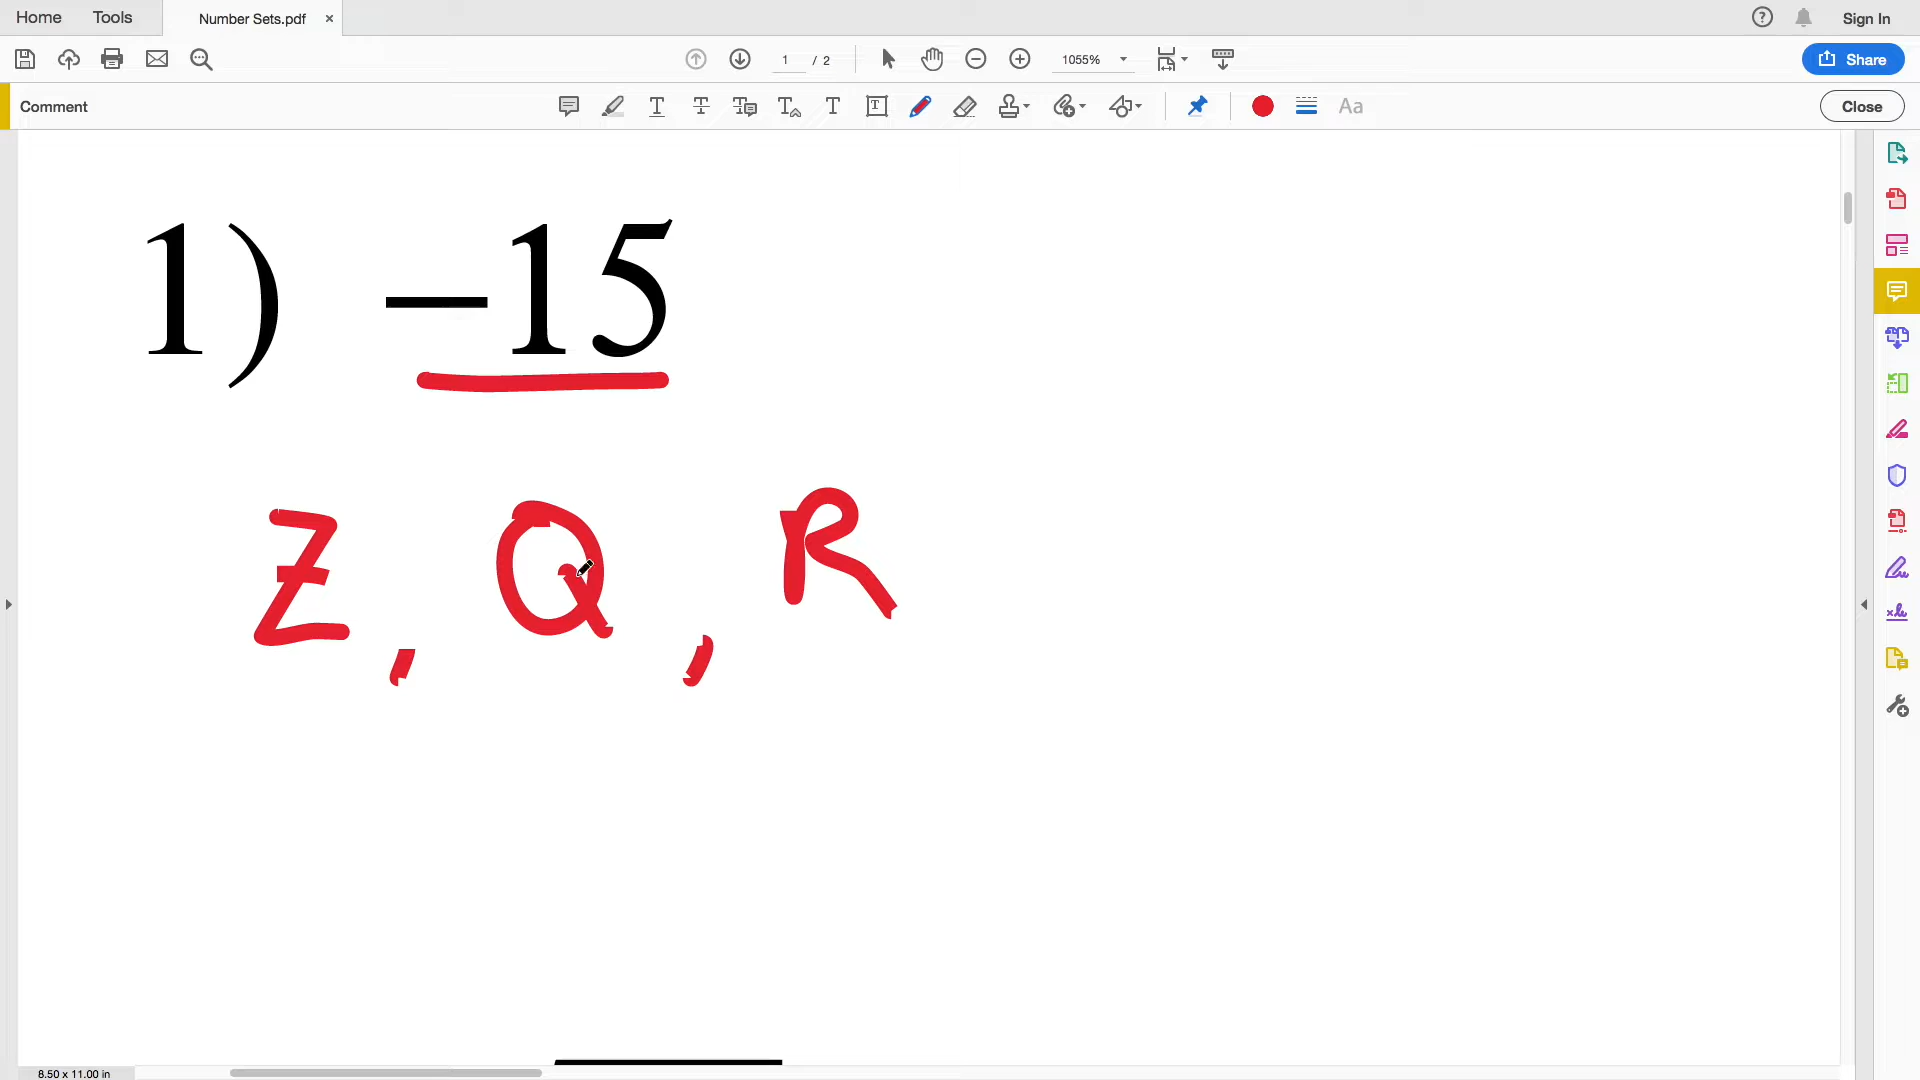 Home Tools Number Sets.pdf × Sign In
1 / 2 1055% Share
Comment Aa Close
1) −15
Z, Q, R
8.50 x 11.00 in